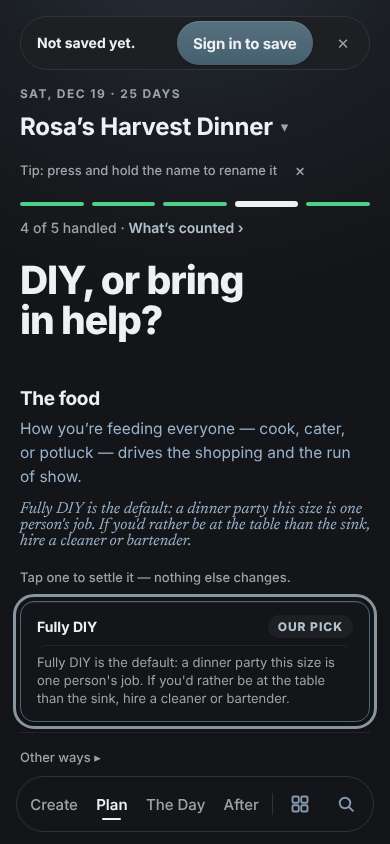 Not saved yet.
Sign in to save
×
SAT, DEC 19 · 25 DAYS
Rosa’s Harvest Dinner ▾
Tip: press and hold the name to rename it ×
4 of 5 handled · What’s counted ›
DIY, or bring
in help?
The food
How you’re feeding everyone — cook, cater,
or potluck — drives the shopping and the run
of show.
Fully DIY is the default: a dinner party this size is one
person's job. If you'd rather be at the table than the sink,
hire a cleaner or bartender.
Tap one to settle it — nothing else changes.
Fully DIY
OUR PICK
Fully DIY is the default: a dinner party this size is
one person's job. If you'd rather be at the table
than the sink, hire a cleaner or bartender.
Other ways ▸
Create Plan The Day After